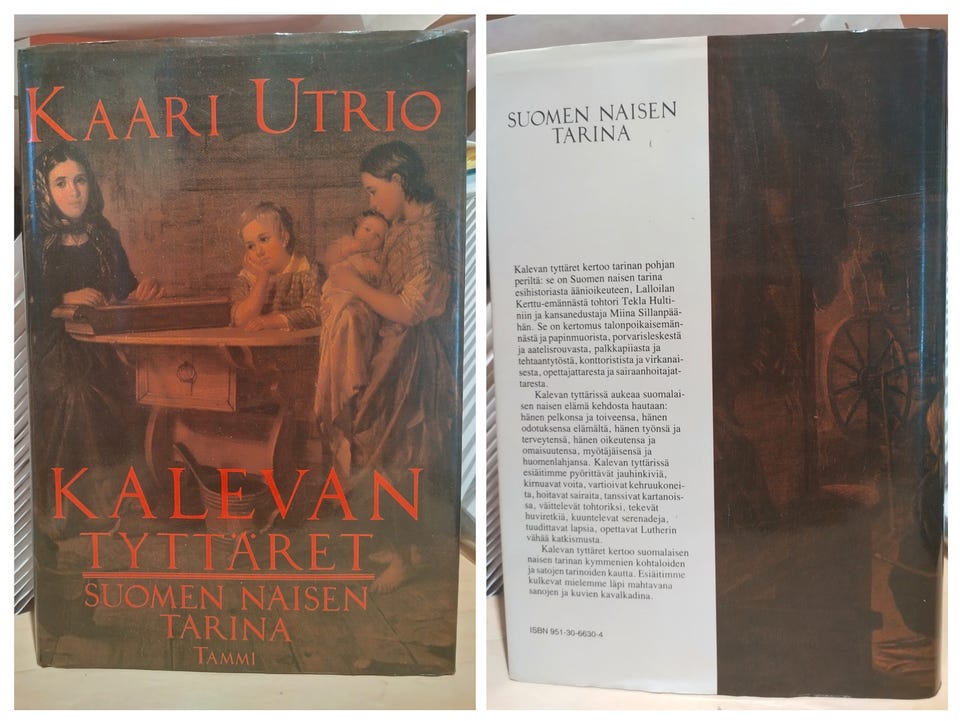 KAARI UTRIO
KALEVAN
TYTTÄRET
SUOMEN NAISEN
TARINA
TAMMI
SUOMEN NAISEN
TARINA
Kalevan tyttäret kertoo tarinan pohjan
periltä: se on Suomen naisen tarina
esihistoriasta äänioikeuteen, Lalloilan
Kerttu-emännästä tohtori Tekla Hulti-
niin ja kansanedustaja Miina Sillanpää-
hän. Se on kertomus talonpoikaisemän-
nästä ja papinmuorista, porvarisleskestä
ja aatelisrouvasta, palkkapiiasta ja
tehtaantytöstä, konttoristista ja virkanai-
sesta, opettajattaresta ja sairaanhoitajat-
taresta.
Kalevan tyttärissä aukeaa suomalai-
sen naisen elämä kehdosta hautaan:
hänen pelkonsa ja toiveensa, hänen
odotuksensa elämältä, hänen työnsä ja
terveytensä, hänen oikeutensa ja
omaisuutensa, myötäjäisensä ja
huomenlahjansa. Kalevan tyttärissä
esiäitimme pyörittävät jauhinkiviä,
kirnuavat voita, vartioivat kehruukonei-
ta, hoitavat sairaita, tanssivat kartanois-
sa, väittelevät tohtoriksi, tekevät
huviretkiä, kuuntelevat serenadeja,
tuudittavat lapsia, opettavat Lutherin
vähää katkismusta.
Kalevan tyttäret kertoo suomalaisen
naisen tarinan kymmenien kohtaloiden
ja satojen tarinoiden kautta. Esiäitimme
kulkevat mielemme läpi mahtavana
sanojen ja kuvien kavalkadina.
ISBN 951-30-6630-4